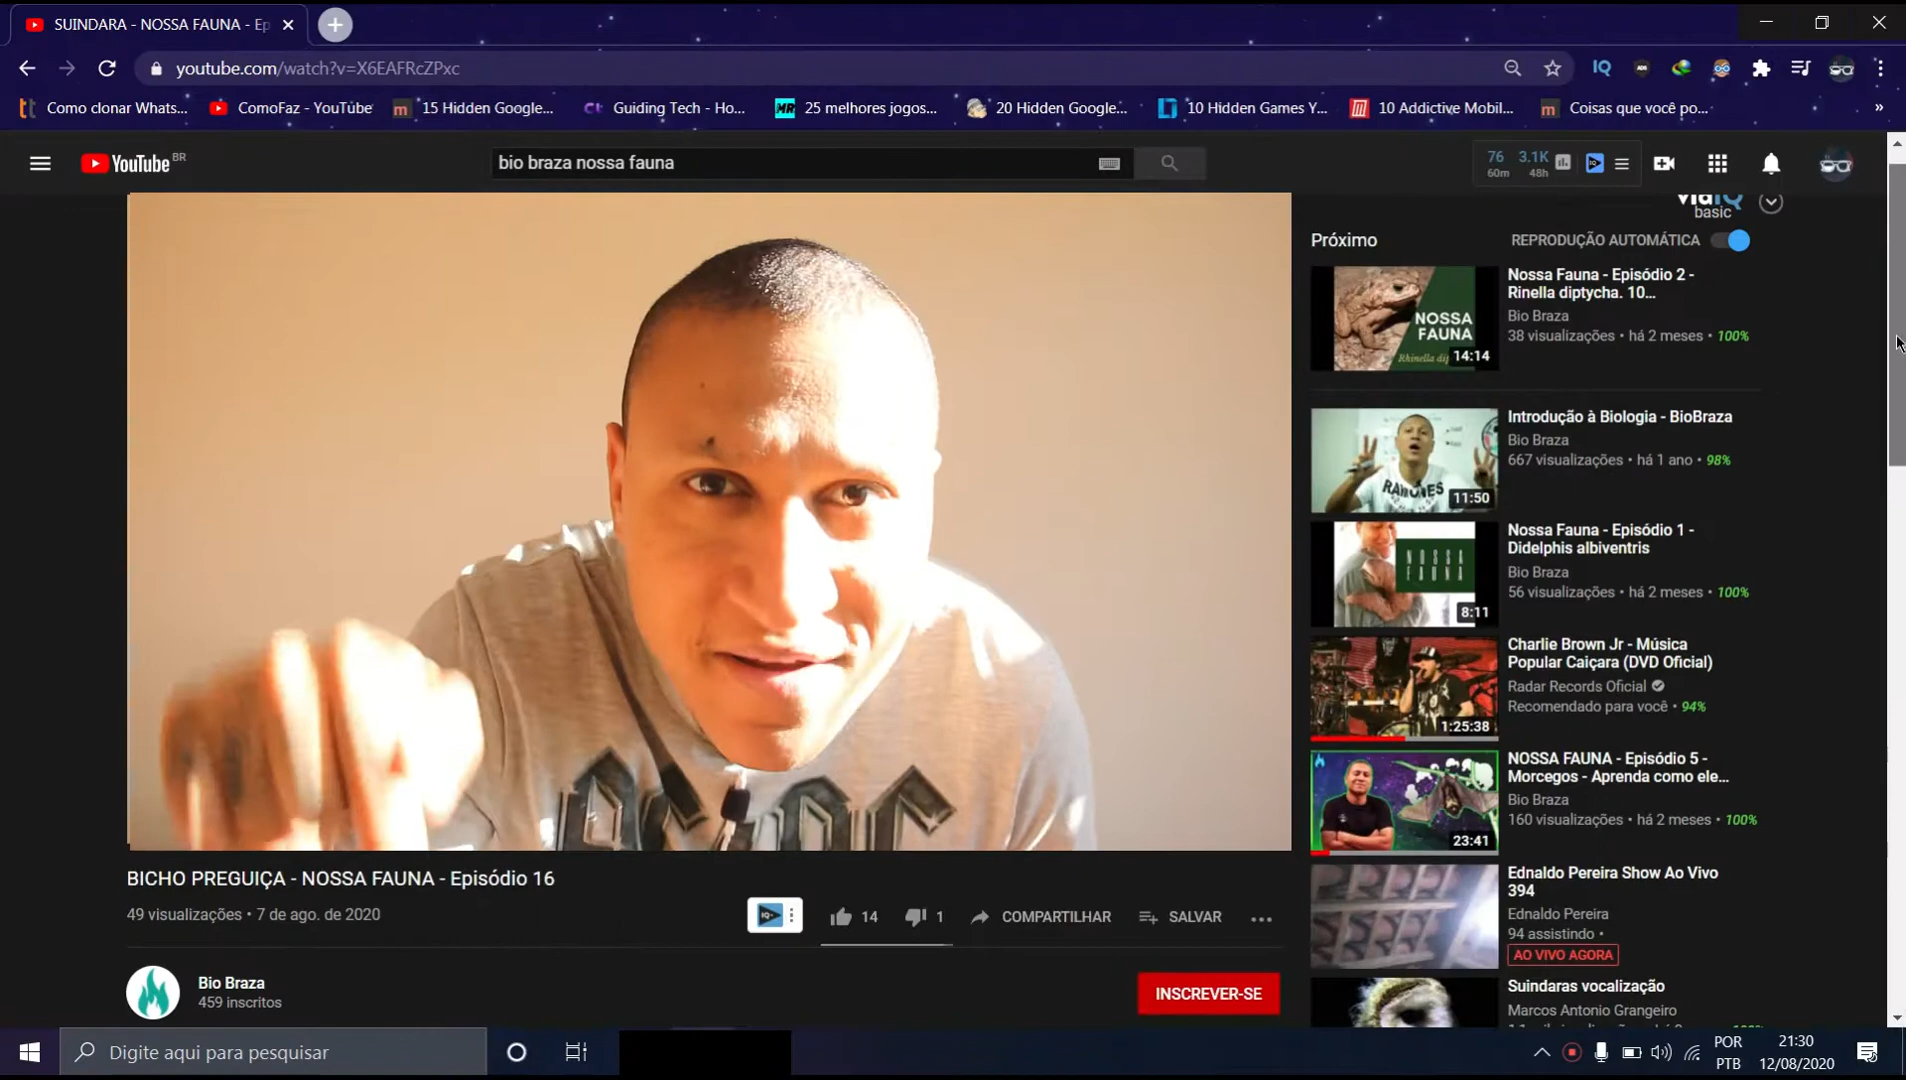 SUINDARA - NOSSA FAUNA - Ep
youtube.com/watch?v=X6EAFRcZPxc
Como clonar Whats...
ComoFaz - YouTube
15 Hidden Google...
Guiding Tech - Ho...
25 melhores jogos...
20 Hidden Google...
10 Hidden Games Y...
10 Addictive Mobil...
Coisas que você po...
YouTube BR
bio braza nossa fauna
76 3.1K
60m 48h
vidIQ
basic
Próximo
REPRODUÇÃO AUTOMÁTICA
NOSSA
FAUNA
14:14
Nossa Fauna - Episódio 2 -
Rinella diptycha. 10...
Bio Braza
38 visualizações • há 2 meses • 100%
RAMONES
11:50
Introdução à Biologia - BioBraza
Bio Braza
667 visualizações • há 1 ano • 98%
NOSSA
FAUNA
8:11
Nossa Fauna - Episódio 1 -
Didelphis albiventris
Bio Braza
56 visualizações • há 2 meses • 100%
1:25:38
Charlie Brown Jr - Música
Popular Caiçara (DVD Oficial)
Radar Records Oficial
Recomendado para você • 94%
23:41
NOSSA FAUNA - Episódio 5 -
Morcegos - Aprenda como ele...
Bio Braza
160 visualizações • há 2 meses • 100%
Ednaldo Pereira Show Ao Vivo
394
Ednaldo Pereira
94 assistindo •
AO VIVO AGORA
Suindaras vocalização
Marcos Antonio Grangeiro
BICHO PREGUIÇA - NOSSA FAUNA - Episódio 16
49 visualizações • 7 de ago. de 2020
14
1
COMPARTILHAR
SALVAR
Bio Braza
459 inscritos
INSCREVER-SE
Digite aqui para pesquisar
POR
PTB
21:30
12/08/2020